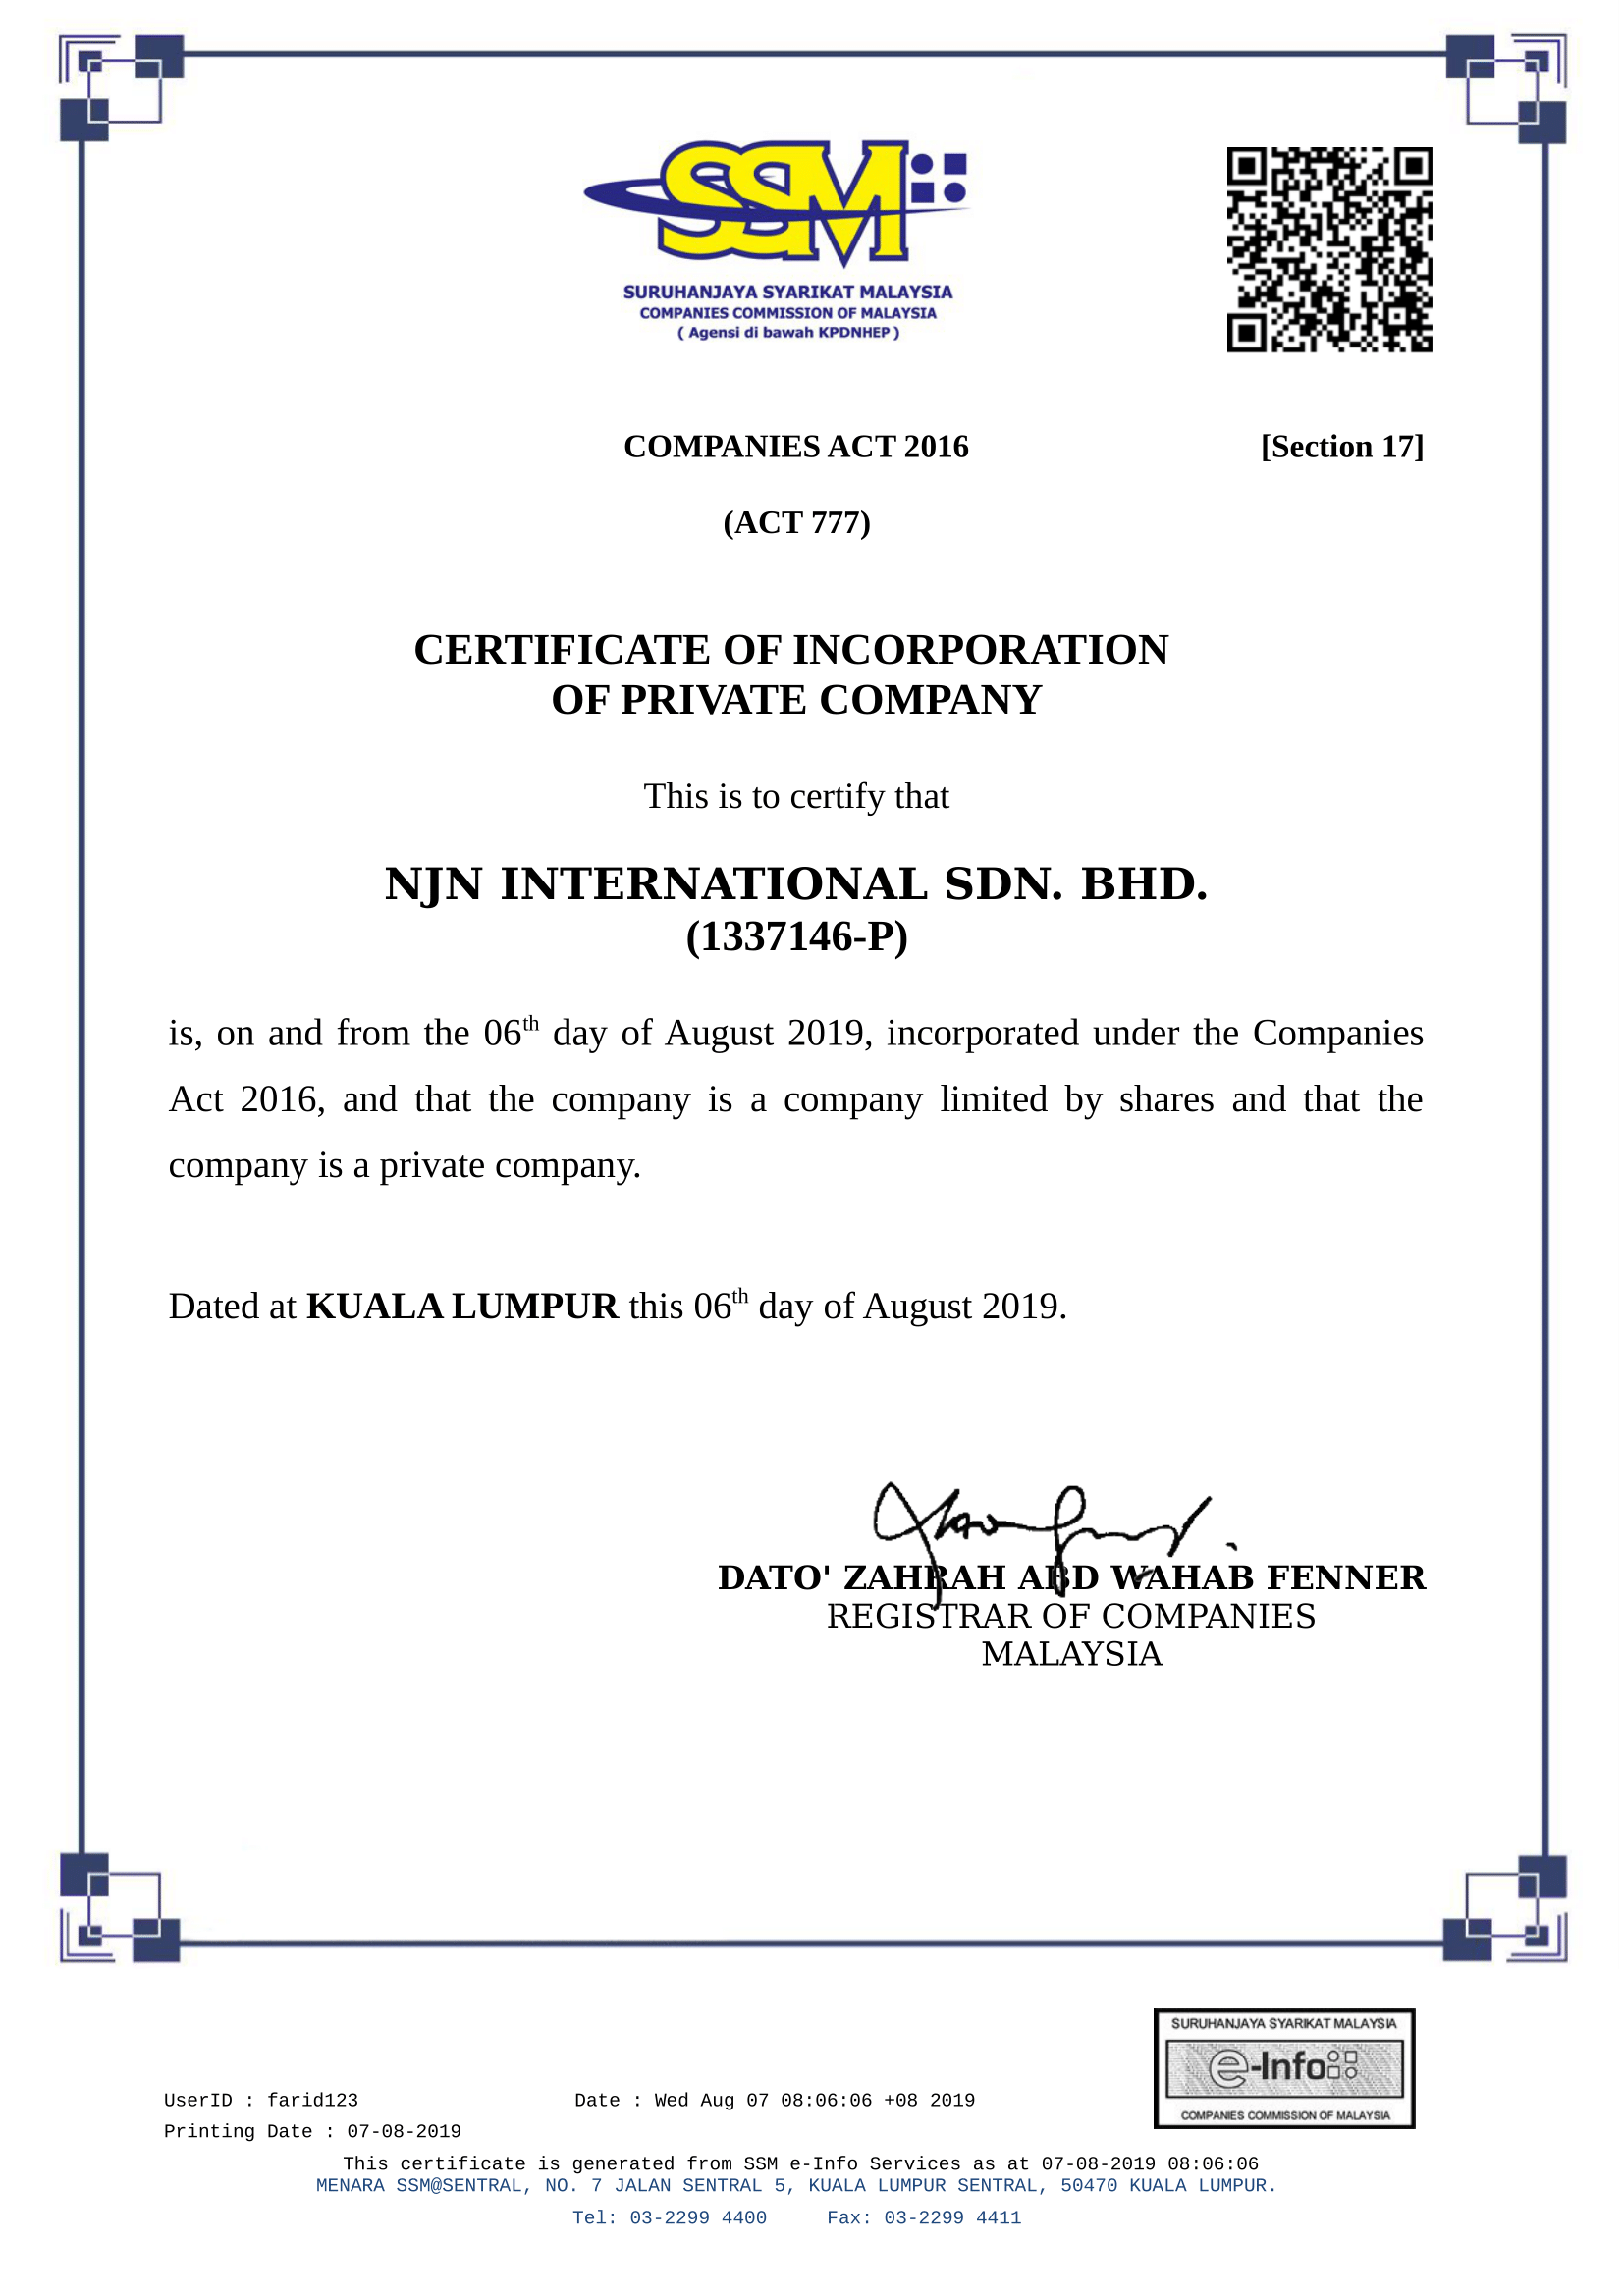 SSM
SURUHANJAYA SYARIKAT MALAYSIA
COMPANIES COMMISSION OF MALAYSIA
( Agensi di bawah KPDNHEP )
COMPANIES ACT 2016 [Section 17]
(ACT 777)
CERTIFICATE OF INCORPORATION
OF PRIVATE COMPANY
This is to certify that
NJN INTERNATIONAL SDN. BHD.
(1337146-P)
is, on and from the 06th day of August 2019, incorporated under the Companies
Act 2016, and that the company is a company limited by shares and that the
company is a private company.
Dated at KUALA LUMPUR this 06th day of August 2019.
DATO' ZAHRAH ABD WAHAB FENNER
REGISTRAR OF COMPANIES
MALAYSIA
SURUHANJAYA SYARIKAT MALAYSIA
e-Info
COMPANIES COMMISSION OF MALAYSIA
UserID : farid123 Date : Wed Aug 07 08:06:06 +08 2019
Printing Date : 07-08-2019
This certificate is generated from SSM e-Info Services as at 07-08-2019 08:06:06
MENARA SSM@SENTRAL, NO. 7 JALAN SENTRAL 5, KUALA LUMPUR SENTRAL, 50470 KUALA LUMPUR.
Tel: 03-2299 4400 Fax: 03-2299 4411